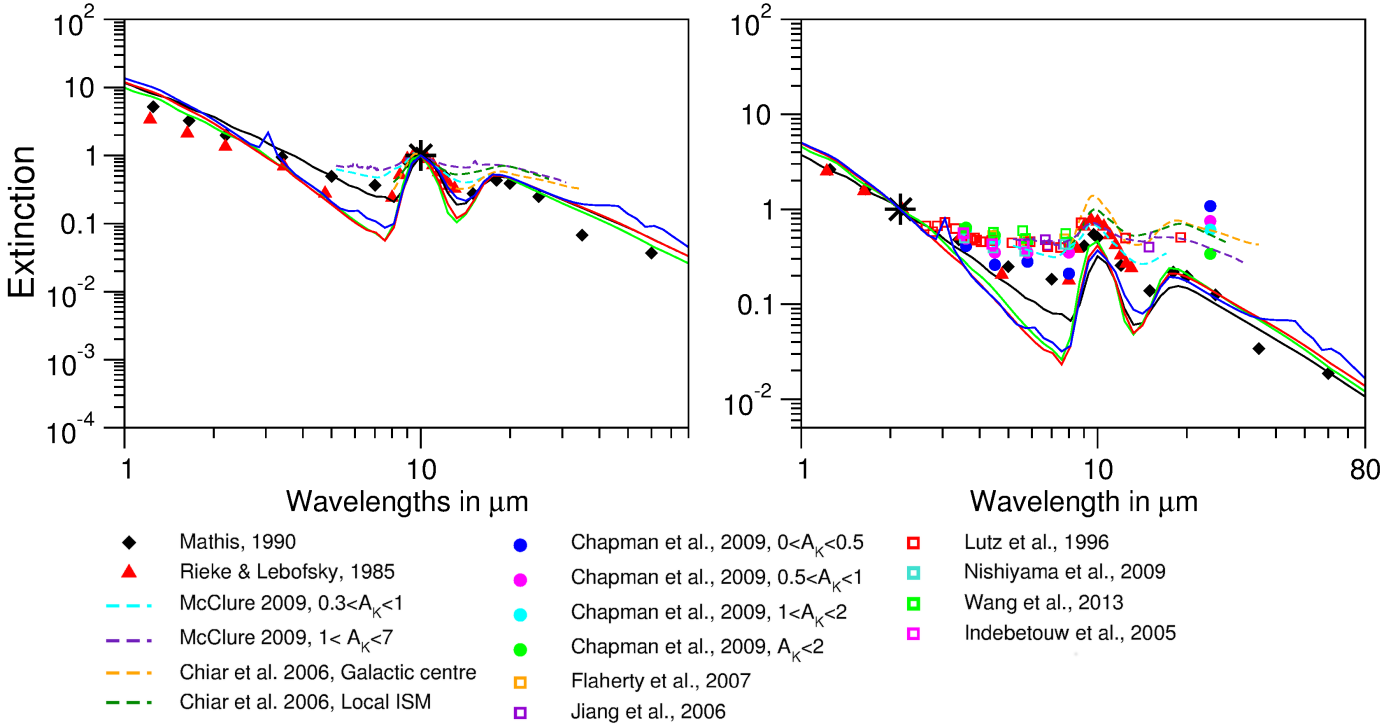 10^2
10
1
0.1
10^-2
10^-3
10^-4
1
10
Extinction
Wavelengths in μm
10^2
10
1
0.1
10^-2
1
10
80
Wavelength in μm
Mathis, 1990
Rieke & Lebofsky, 1985
McClure 2009, 0.3<A_K<1
McClure 2009, 1< A_K<7
Chiar et al. 2006, Galactic centre
Chiar et al. 2006, Local ISM
Chapman et al., 2009, 0<A_K<0.5
Chapman et al., 2009, 0.5<A_K<1
Chapman et al., 2009, 1<A_K<2
Chapman et al., 2009, A_K<2
Flaherty et al., 2007
Jiang et al., 2006
Lutz et al., 1996
Nishiyama et al., 2009
Wang et al., 2013
Indebetouw et al., 2005